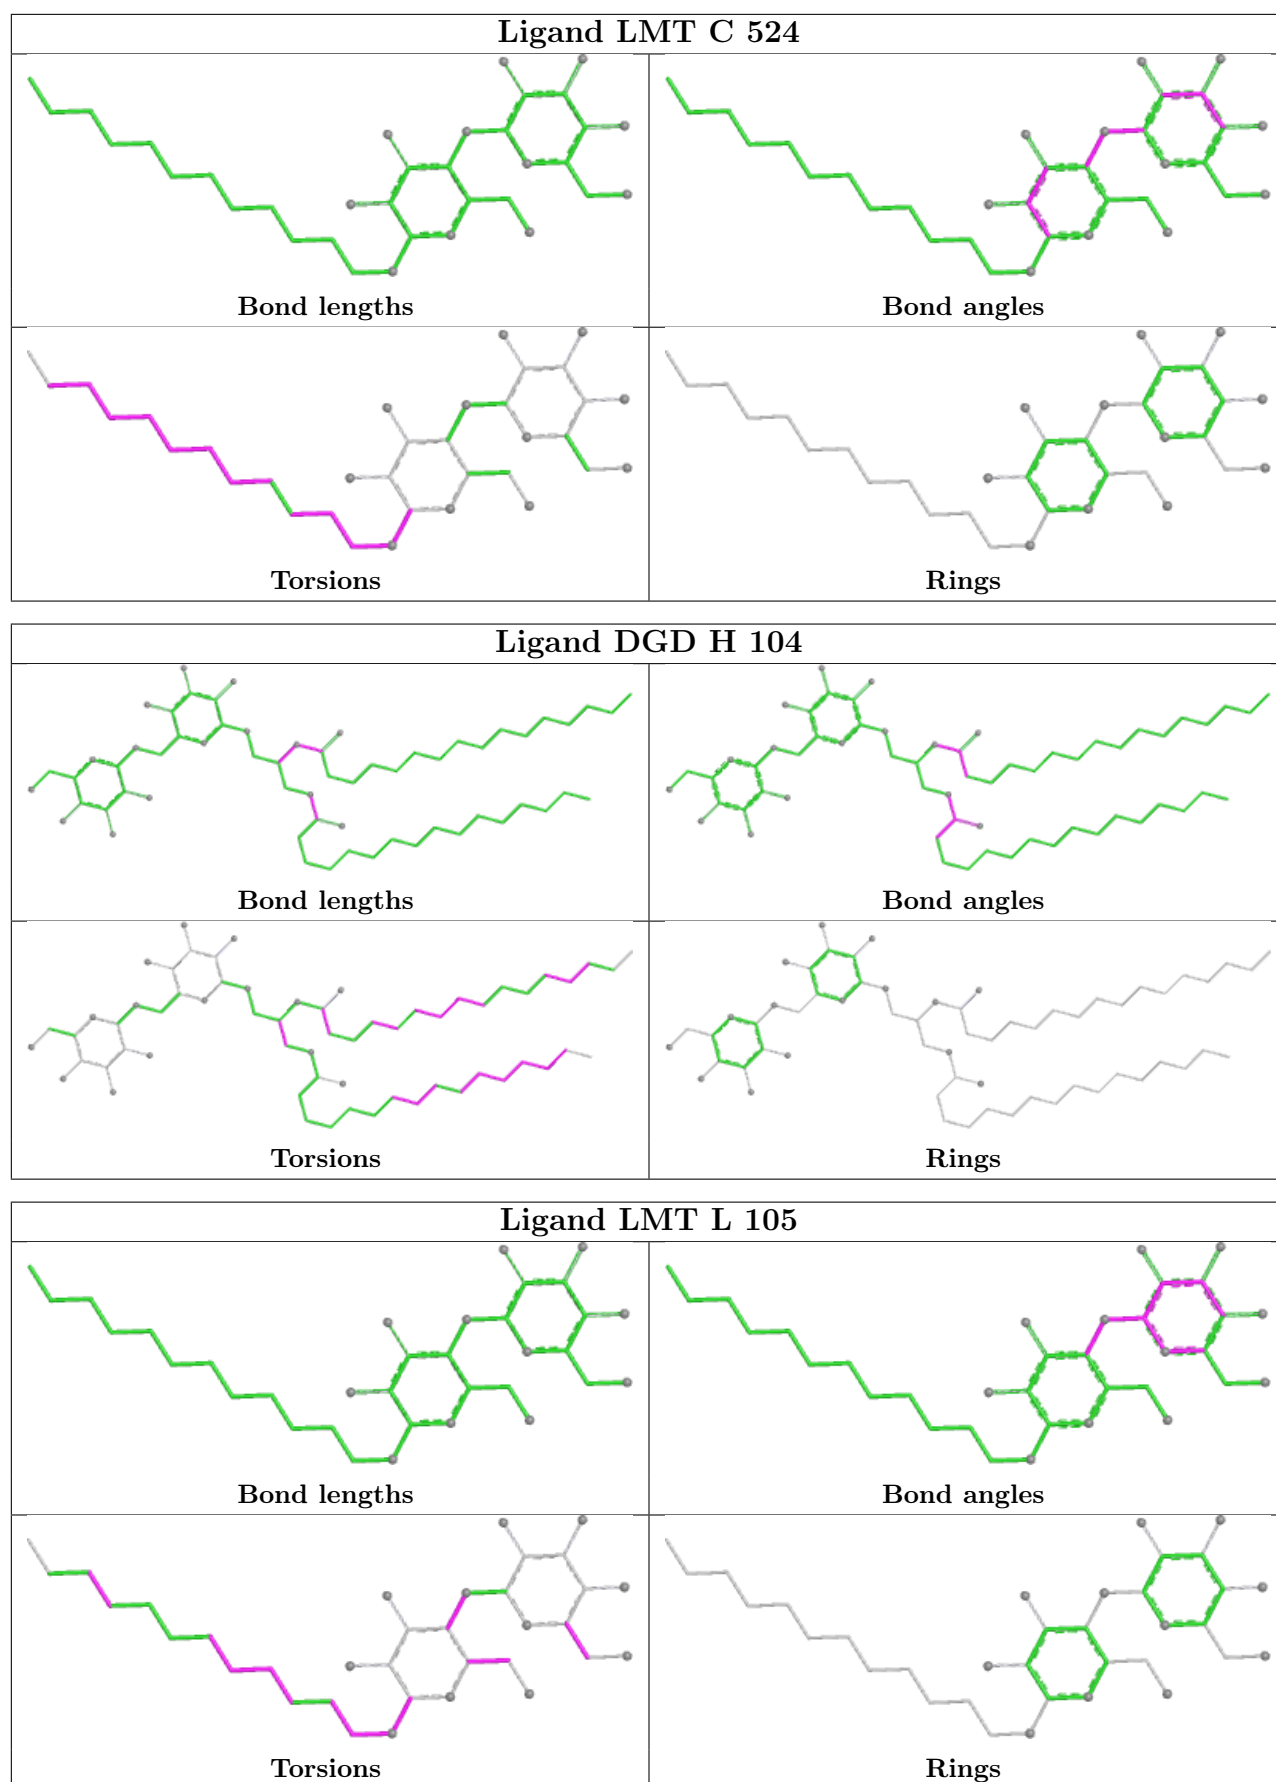 Ligand LMT C 524
Bond lengths
Bond angles
Torsions
Rings
Ligand DGD H 104
Bond lengths
Bond angles
Torsions
Rings
Ligand LMT L 105
Bond lengths
Bond angles
Torsions
Rings